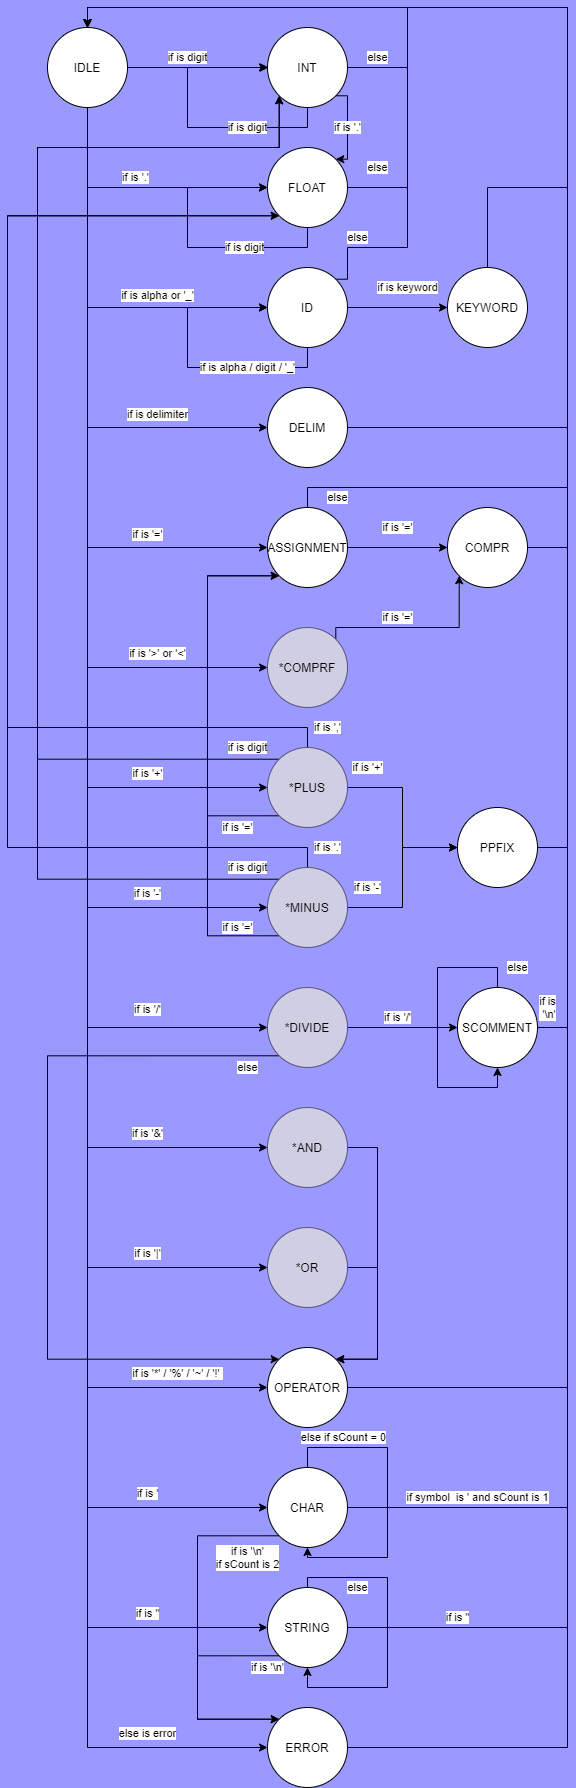 if is digit
else
IDLE
INT
if is digit
if is '.'
else
if is '.'
FLOAT
else
if is digit
if is keyword
if is alpha or '_'
ID
KEYWORD
if is alpha / digit / '_'
if is delimiter
DELIM
else
if is '='
if is '='
ASSIGNMENT
COMPR
if is '='
if is '>' or '<'
*COMPRF
if is ','
if is digit
if is '+'
if is '+'
*PLUS
if is '='
if is '.'
PPFIX
if is digit
if is '-'
if is '-'
*MINUS
if is '='
else
if is
'\n'
if is '/'
if is '/'
*DIVIDE
SCOMMENT
else
if is '&'
*AND
if is '|'
*OR
if is '*' / '%' / '~' / '!'
OPERATOR
else if sCount = 0
if is '
if symbol  is ' and sCount is 1
CHAR
if is '\n'
if sCount is 2
else
if is "
if is "
STRING
if is '\n'
else is error
ERROR